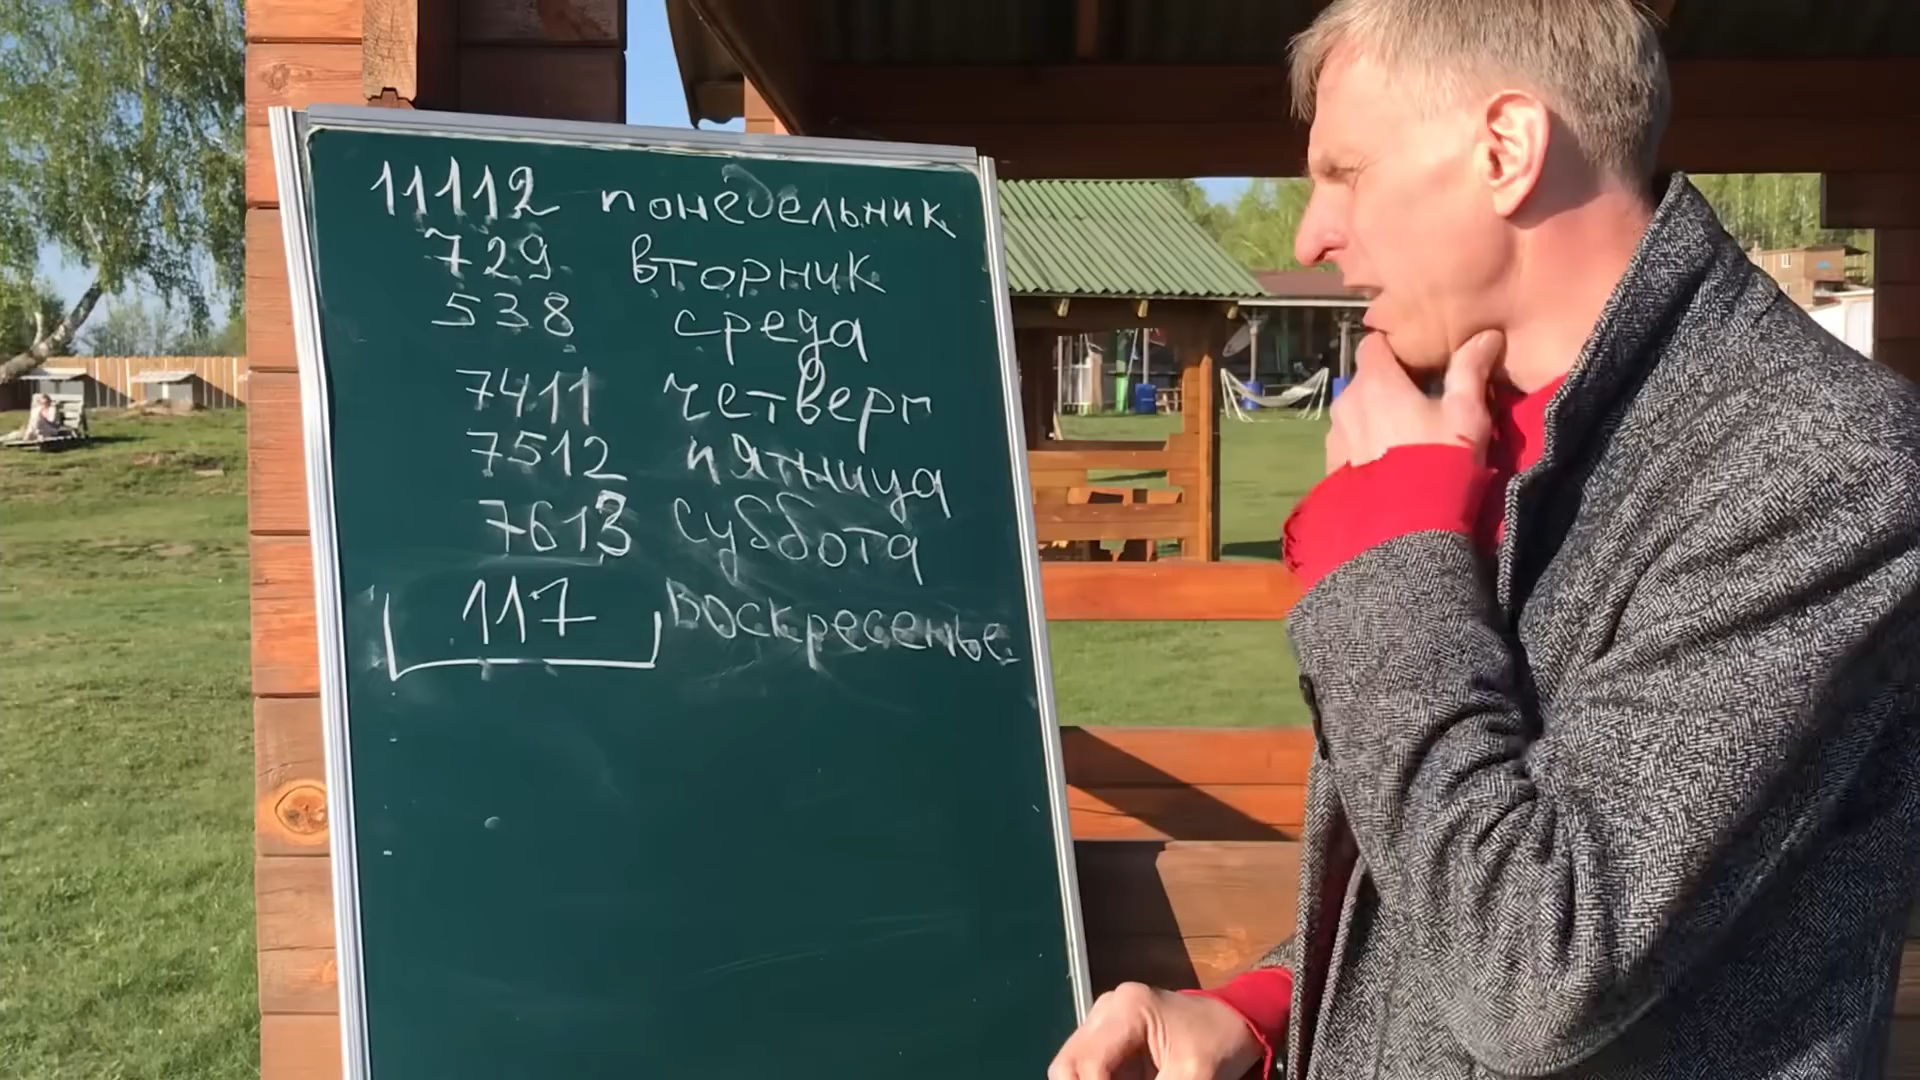 11112 понедельник
729 вторник
538 среда
7411 четверг
7512 пятница
7613 суббота
117 воскресенье